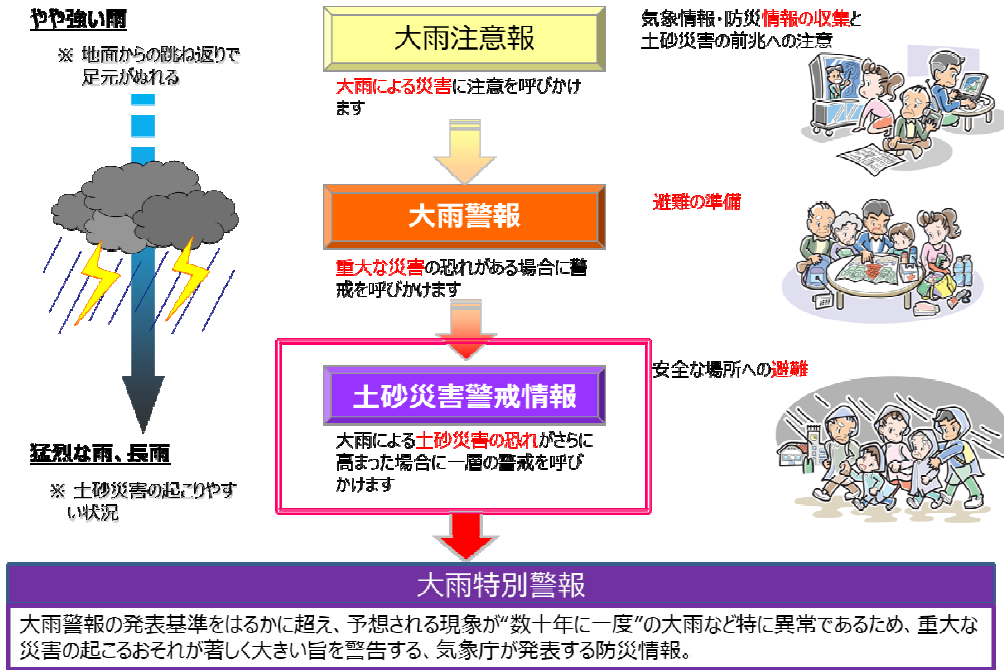 やや強い雨
※ 地面からの跳ね返りで
足元がぬれる
猛烈な雨、長雨
※ 土砂災害の起こりやす
い状況
大雨注意報
大雨による災害に注意を呼びかけ
ます
大雨警報
重大な災害の恐れがある場合に警
戒を呼びかけます
土砂災害警戒情報
大雨による土砂災害の恐れがさらに
高まった場合に一層の警戒を呼び
かけます
気象情報・防災情報の収集と
土砂災害の前兆への注意
避難の準備
安全な場所への避難
大雨特別警報
大雨警報の発表基準をはるかに超え、予想される現象が“数十年に一度”の大雨など特に異常であるため、重大な
災害の起こるおそれが著しく大きい旨を警告する、気象庁が発表する防災情報。